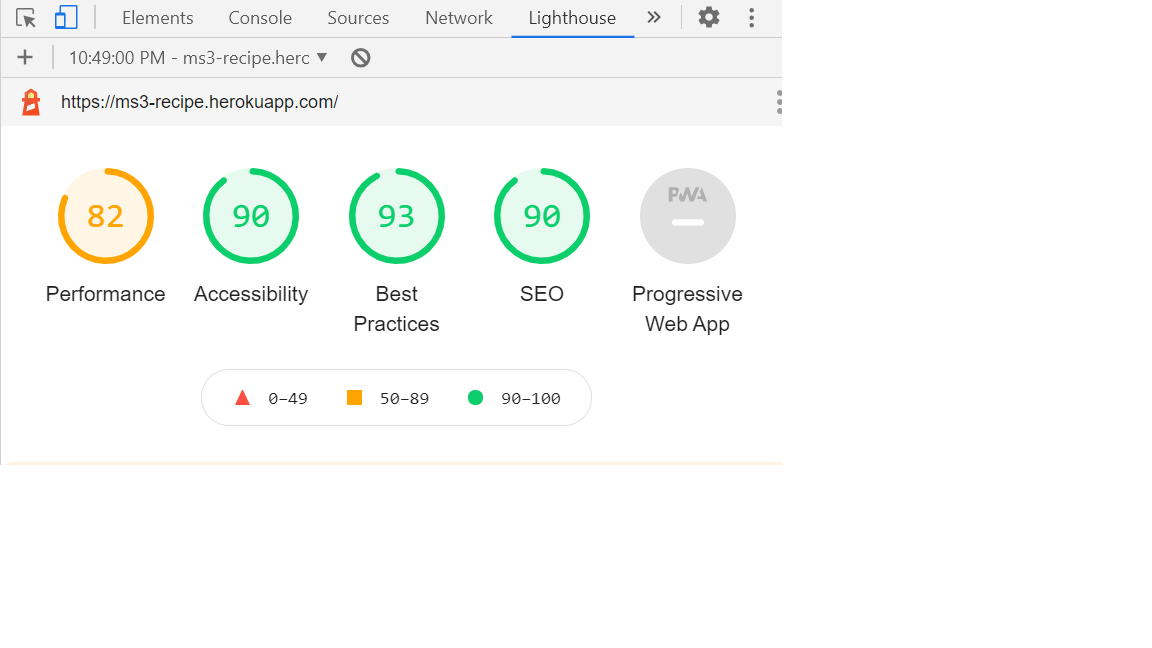 Elements Console Sources Network Lighthouse
10:49:00 PM - ms3-recipe.herc
https://ms3-recipe.herokuapp.com/
82 90 93 90 PWA
Performance Accessibility Best Practices SEO Progressive Web App
0–49 50–89 90–100